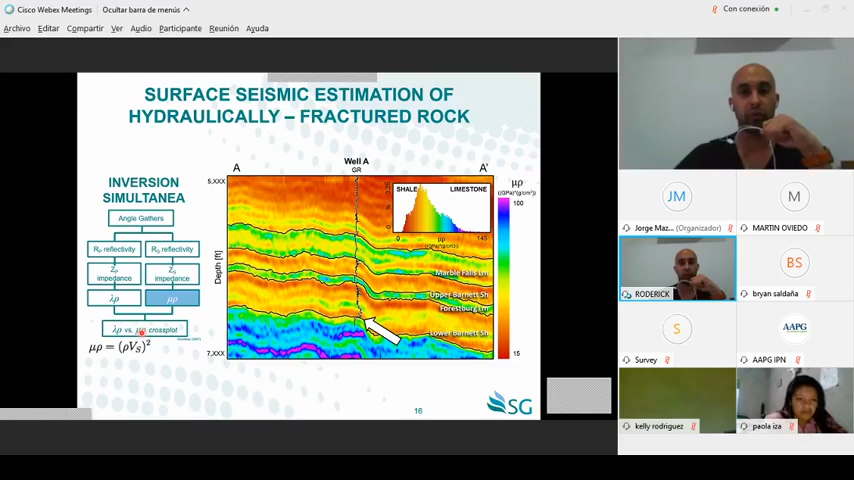 Cisco Webex Meetings
Ocultar barra de menús
Con conexión
Archivo Editar Compartir Ver Audio Participante Reunión Ayuda
SURFACE SEISMIC ESTIMATION OF
HYDRAULICALLY – FRACTURED ROCK
INVERSION
SIMULTANEA
Angle Gathers
Rₚ reflectivity
Rₛ reflectivity
Zₚ
impedance
Zₛ
impedance
λρ
μρ
λρ vs. μρ crossplot
μρ = (ρVₛ)²
A
Well A
GR
A'
Depth [ft]
7,XXX
SHALE
LIMESTONE
0
μρ
145
Marble Falls Lm
Upper Barnett Sh
Forestburg Lm
Lower Barnett Sh
μρ
100
15
16
SG
JM
Jorge Maz... (Organizador)
M
MARTIN OVIEDO
RODERICK
BS
bryan saldaña
S
Survey
AAPG
AAPG IPN
kelly rodriguez
paola iza